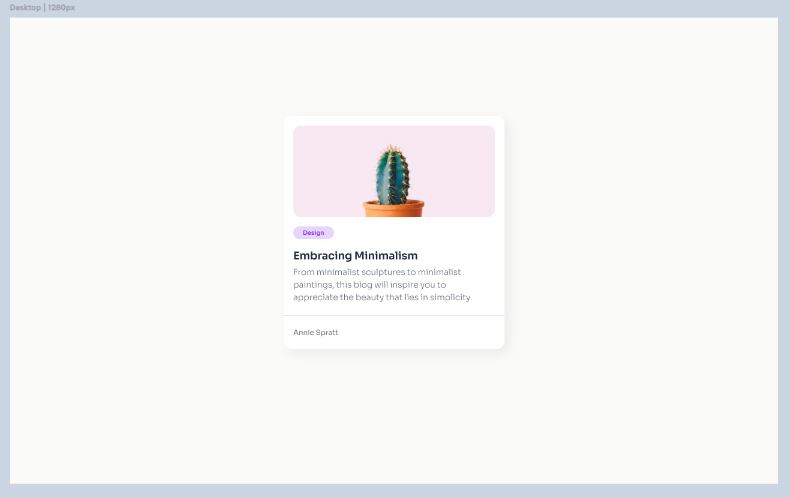 Desktop | 1280px
Design
Embracing Minimalism
From minimalist sculptures to minimalist
paintings, this blog will inspire you to
appreciate the beauty that lies in simplicity.
Annie Spratt